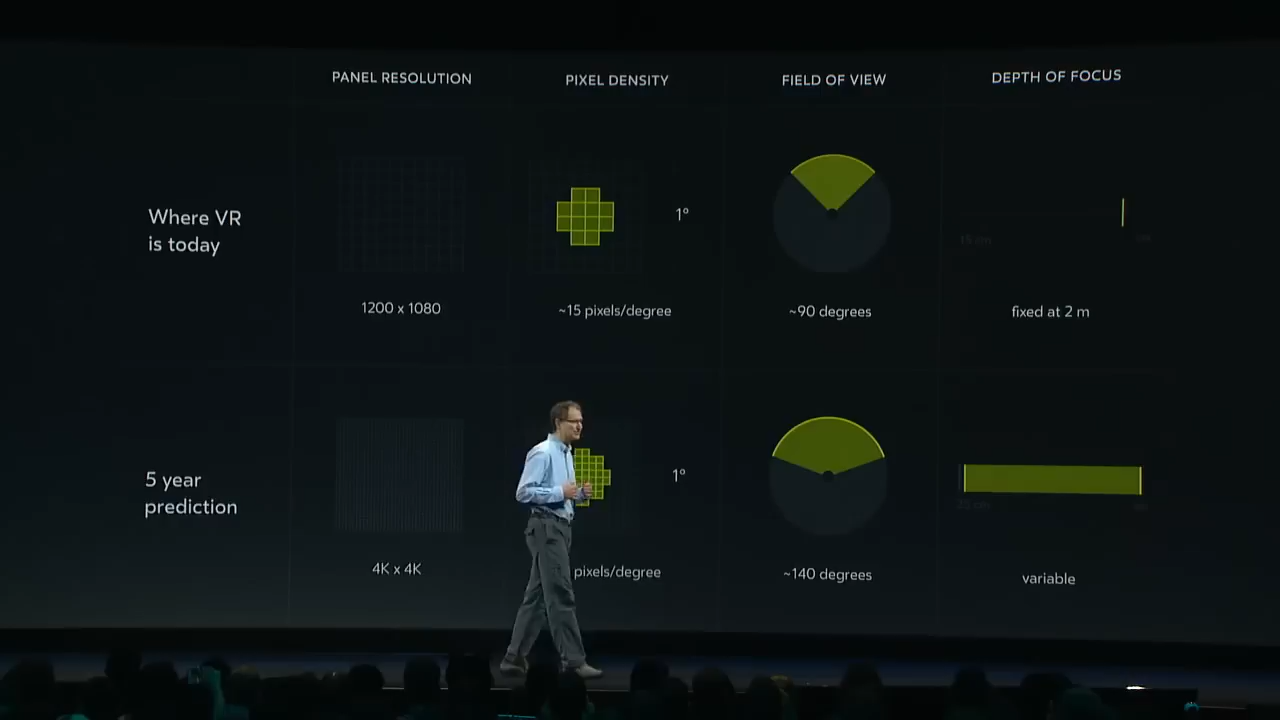 PANEL RESOLUTION
PIXEL DENSITY
FIELD OF VIEW
DEPTH OF FOCUS
Where VR
is today
1°
1200 x 1080
~15 pixels/degree
~90 degrees
fixed at 2 m
5 year
prediction
1°
4K x 4K
pixels/degree
~140 degrees
variable